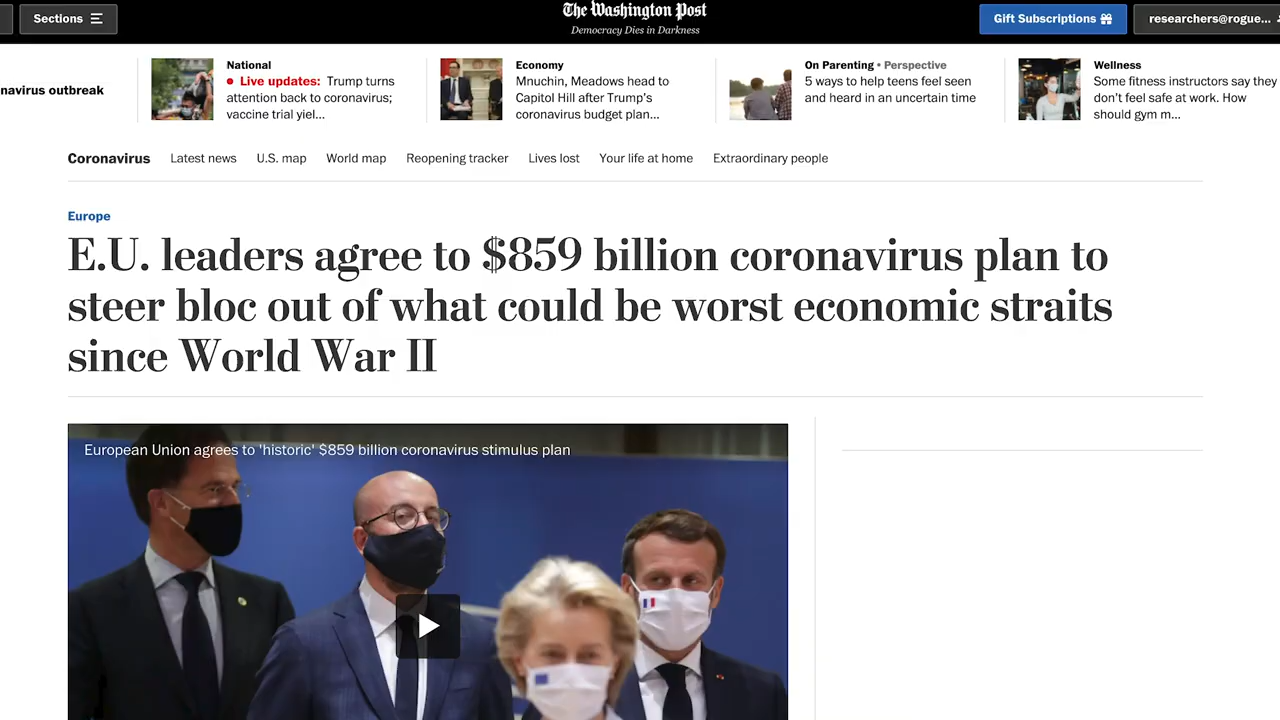 Sections
The Washington Post
Democracy Dies in Darkness
Gift Subscriptions
researchers@rogue...
navirus outbreak
National
Live updates: Trump turns
attention back to coronavirus;
vaccine trial yiel...
Economy
Mnuchin, Meadows head to
Capitol Hill after Trump’s
coronavirus budget plan...
On Parenting • Perspective
5 ways to help teens feel seen
and heard in an uncertain time
Wellness
Some fitness instructors say they
don’t feel safe at work. How
should gym m...
Coronavirus Latest news U.S. map World map Reopening tracker Lives lost Your life at home Extraordinary people
Europe
E.U. leaders agree to $859 billion coronavirus plan to
steer bloc out of what could be worst economic straits
since World War II
European Union agrees to 'historic' $859 billion coronavirus stimulus plan